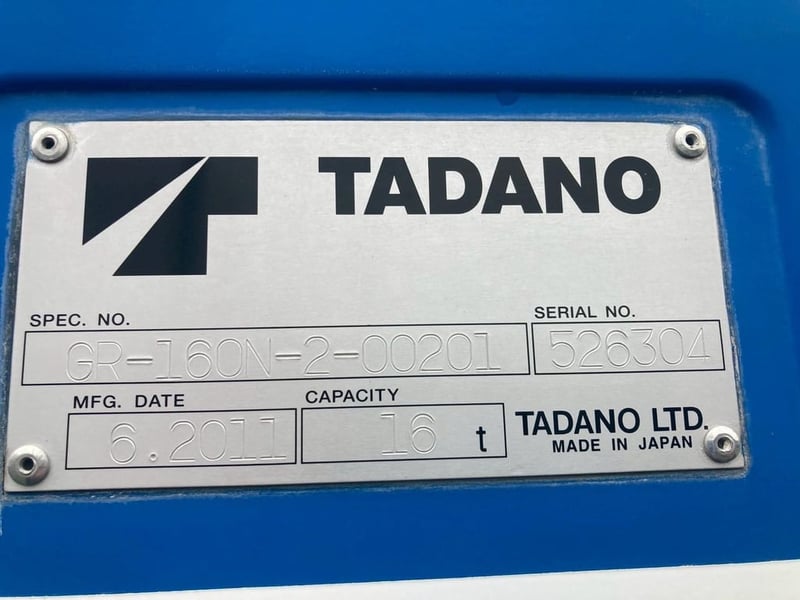 TADANO
SPEC. NO.
SERIAL NO.
GR-160N-2-00201
526304
MFG. DATE
CAPACITY
6.2011
16 t
TADANO LTD.
MADE IN JAPAN